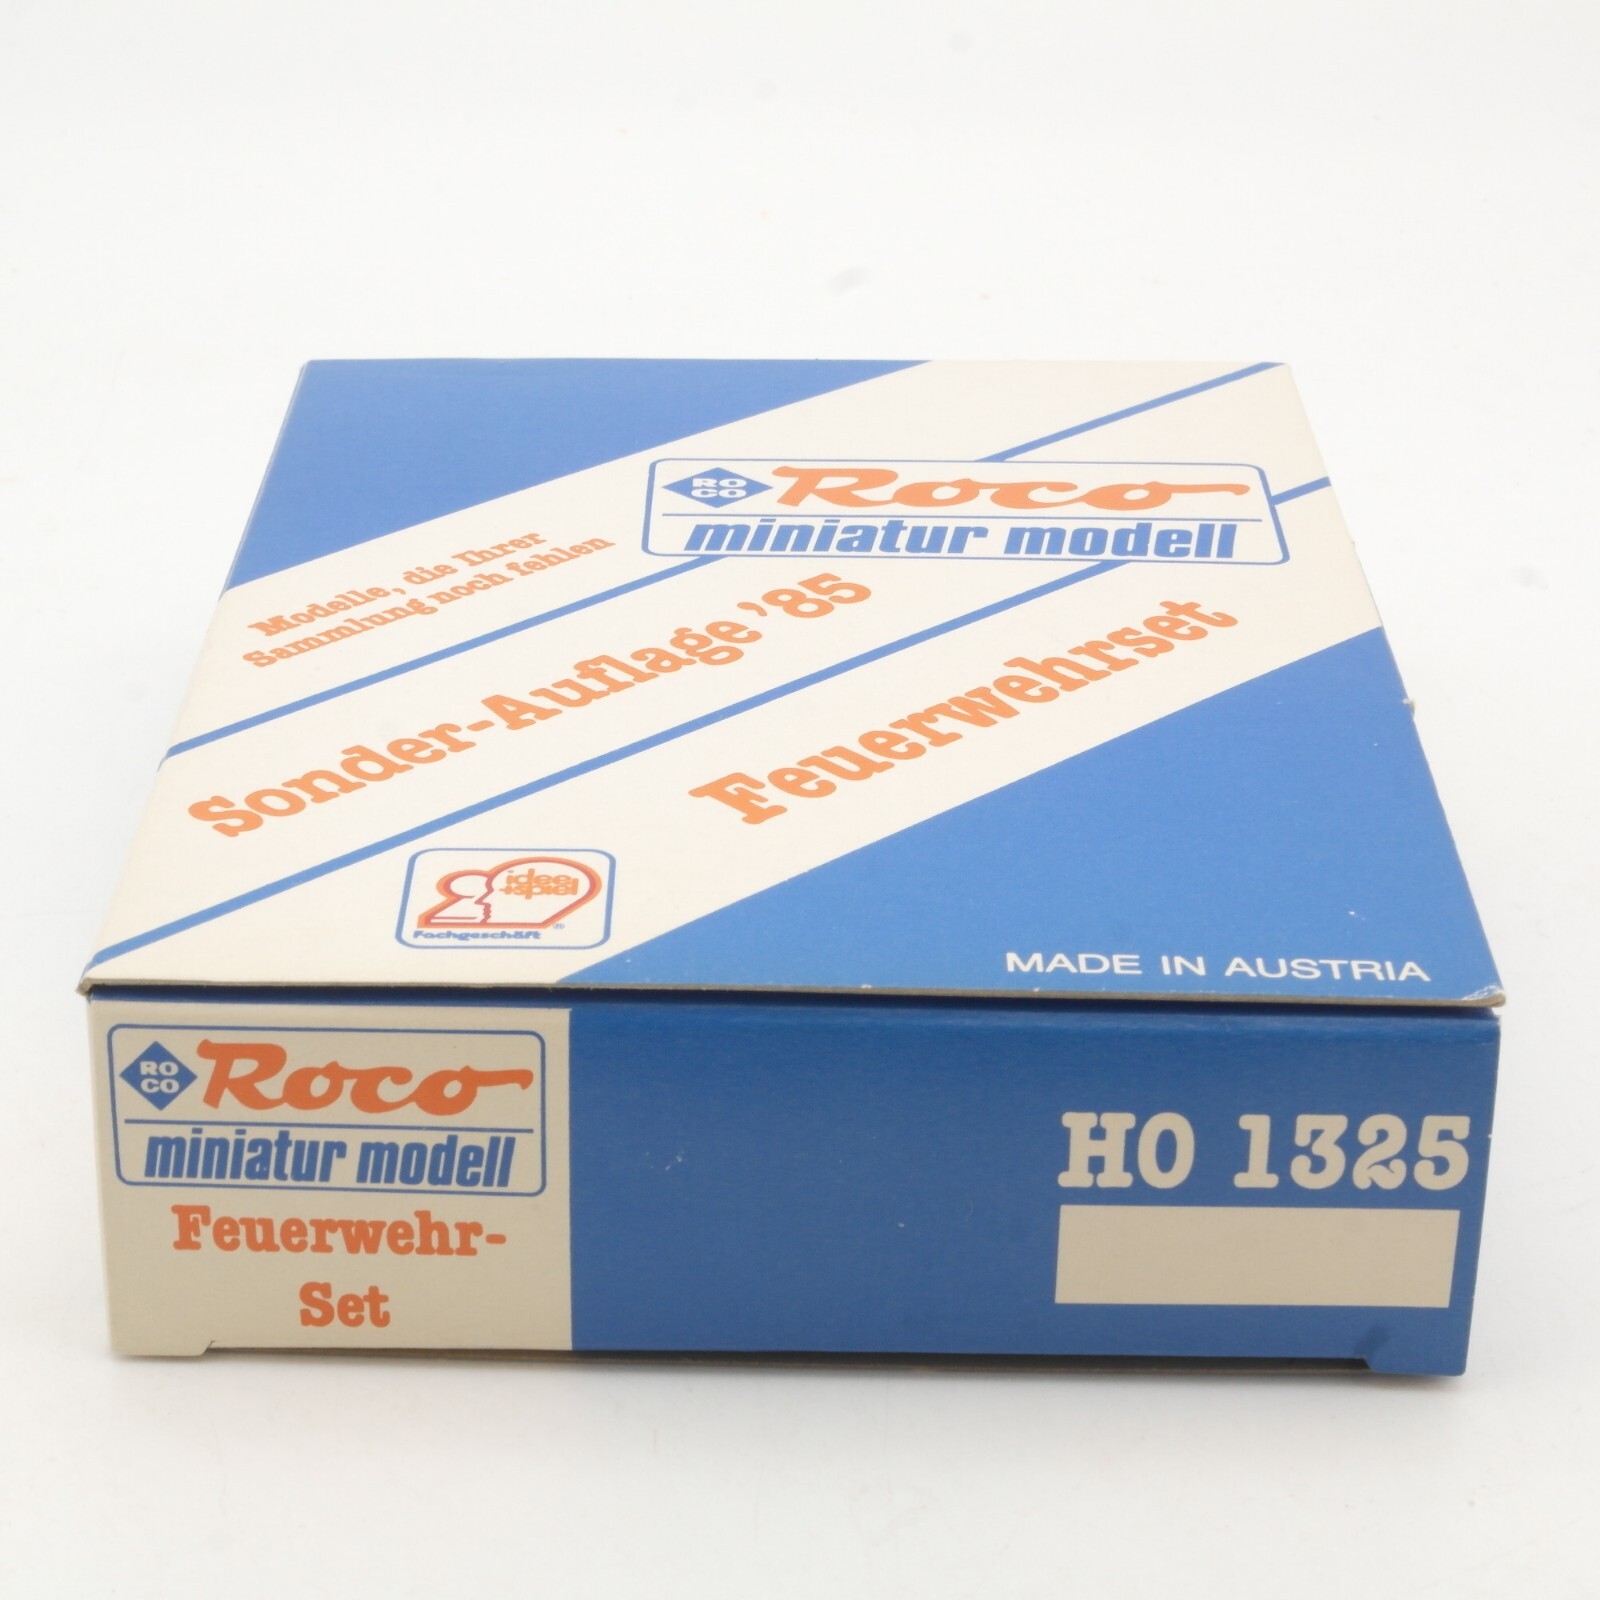 RO
CO
Roco
miniatur modell
Modelle, die Ihrer
Sammlung noch fehlen
Sonder-Auflage '85
Feuerwehrset
idee
+spiel
®
Fachgeschäft
MADE IN AUSTRIA
RO
CO
Roco
miniatur modell
Feuerwehr-
Set
HO 1325